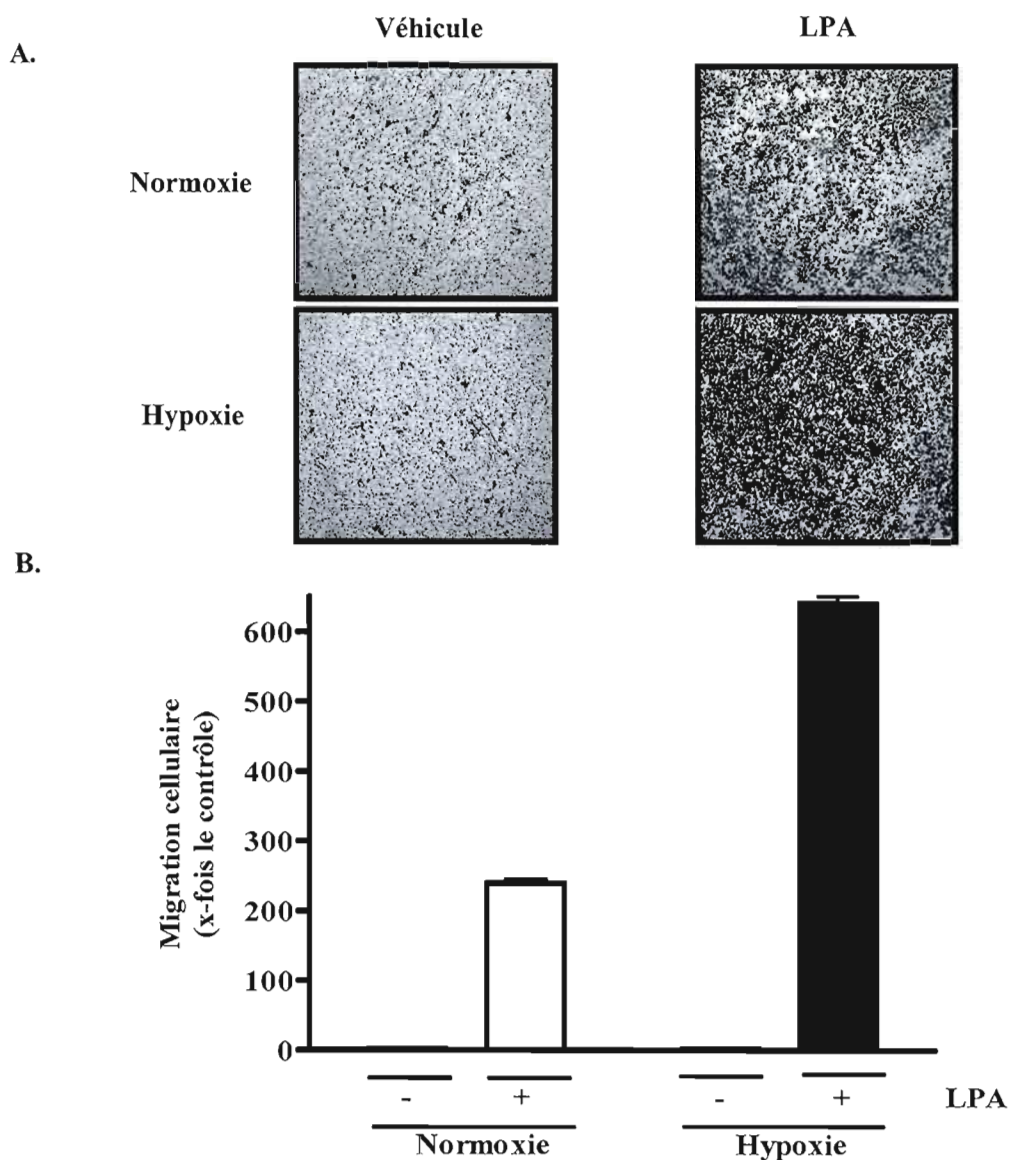 Véhicule LPA
A.
Normoxie
Hypoxie
B.
Migration cellulaire
(x-fois le contrôle)
600
500
400
300
200
100
0
- + - + LPA
Normoxie Hypoxie